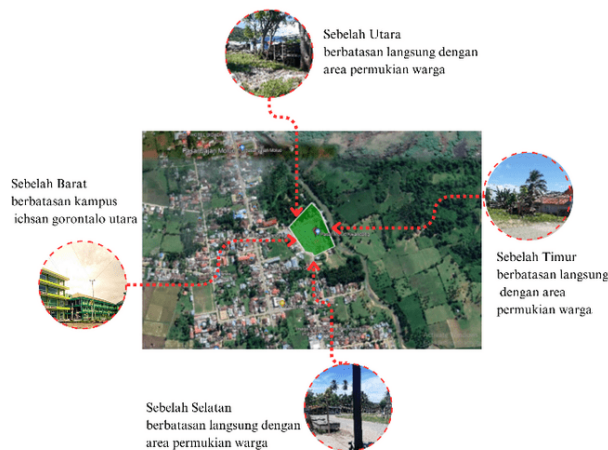 Sebelah Utara
berbatasan langsung dengan
area permukian warga
Sebelah Barat
berbatasan kampus
ichsan gorontalo utara
Sebelah Timur
berbatasan langsung
dengan area
permukian warga
Sebelah Selatan
berbatasan langsung dengan
area permukian warga